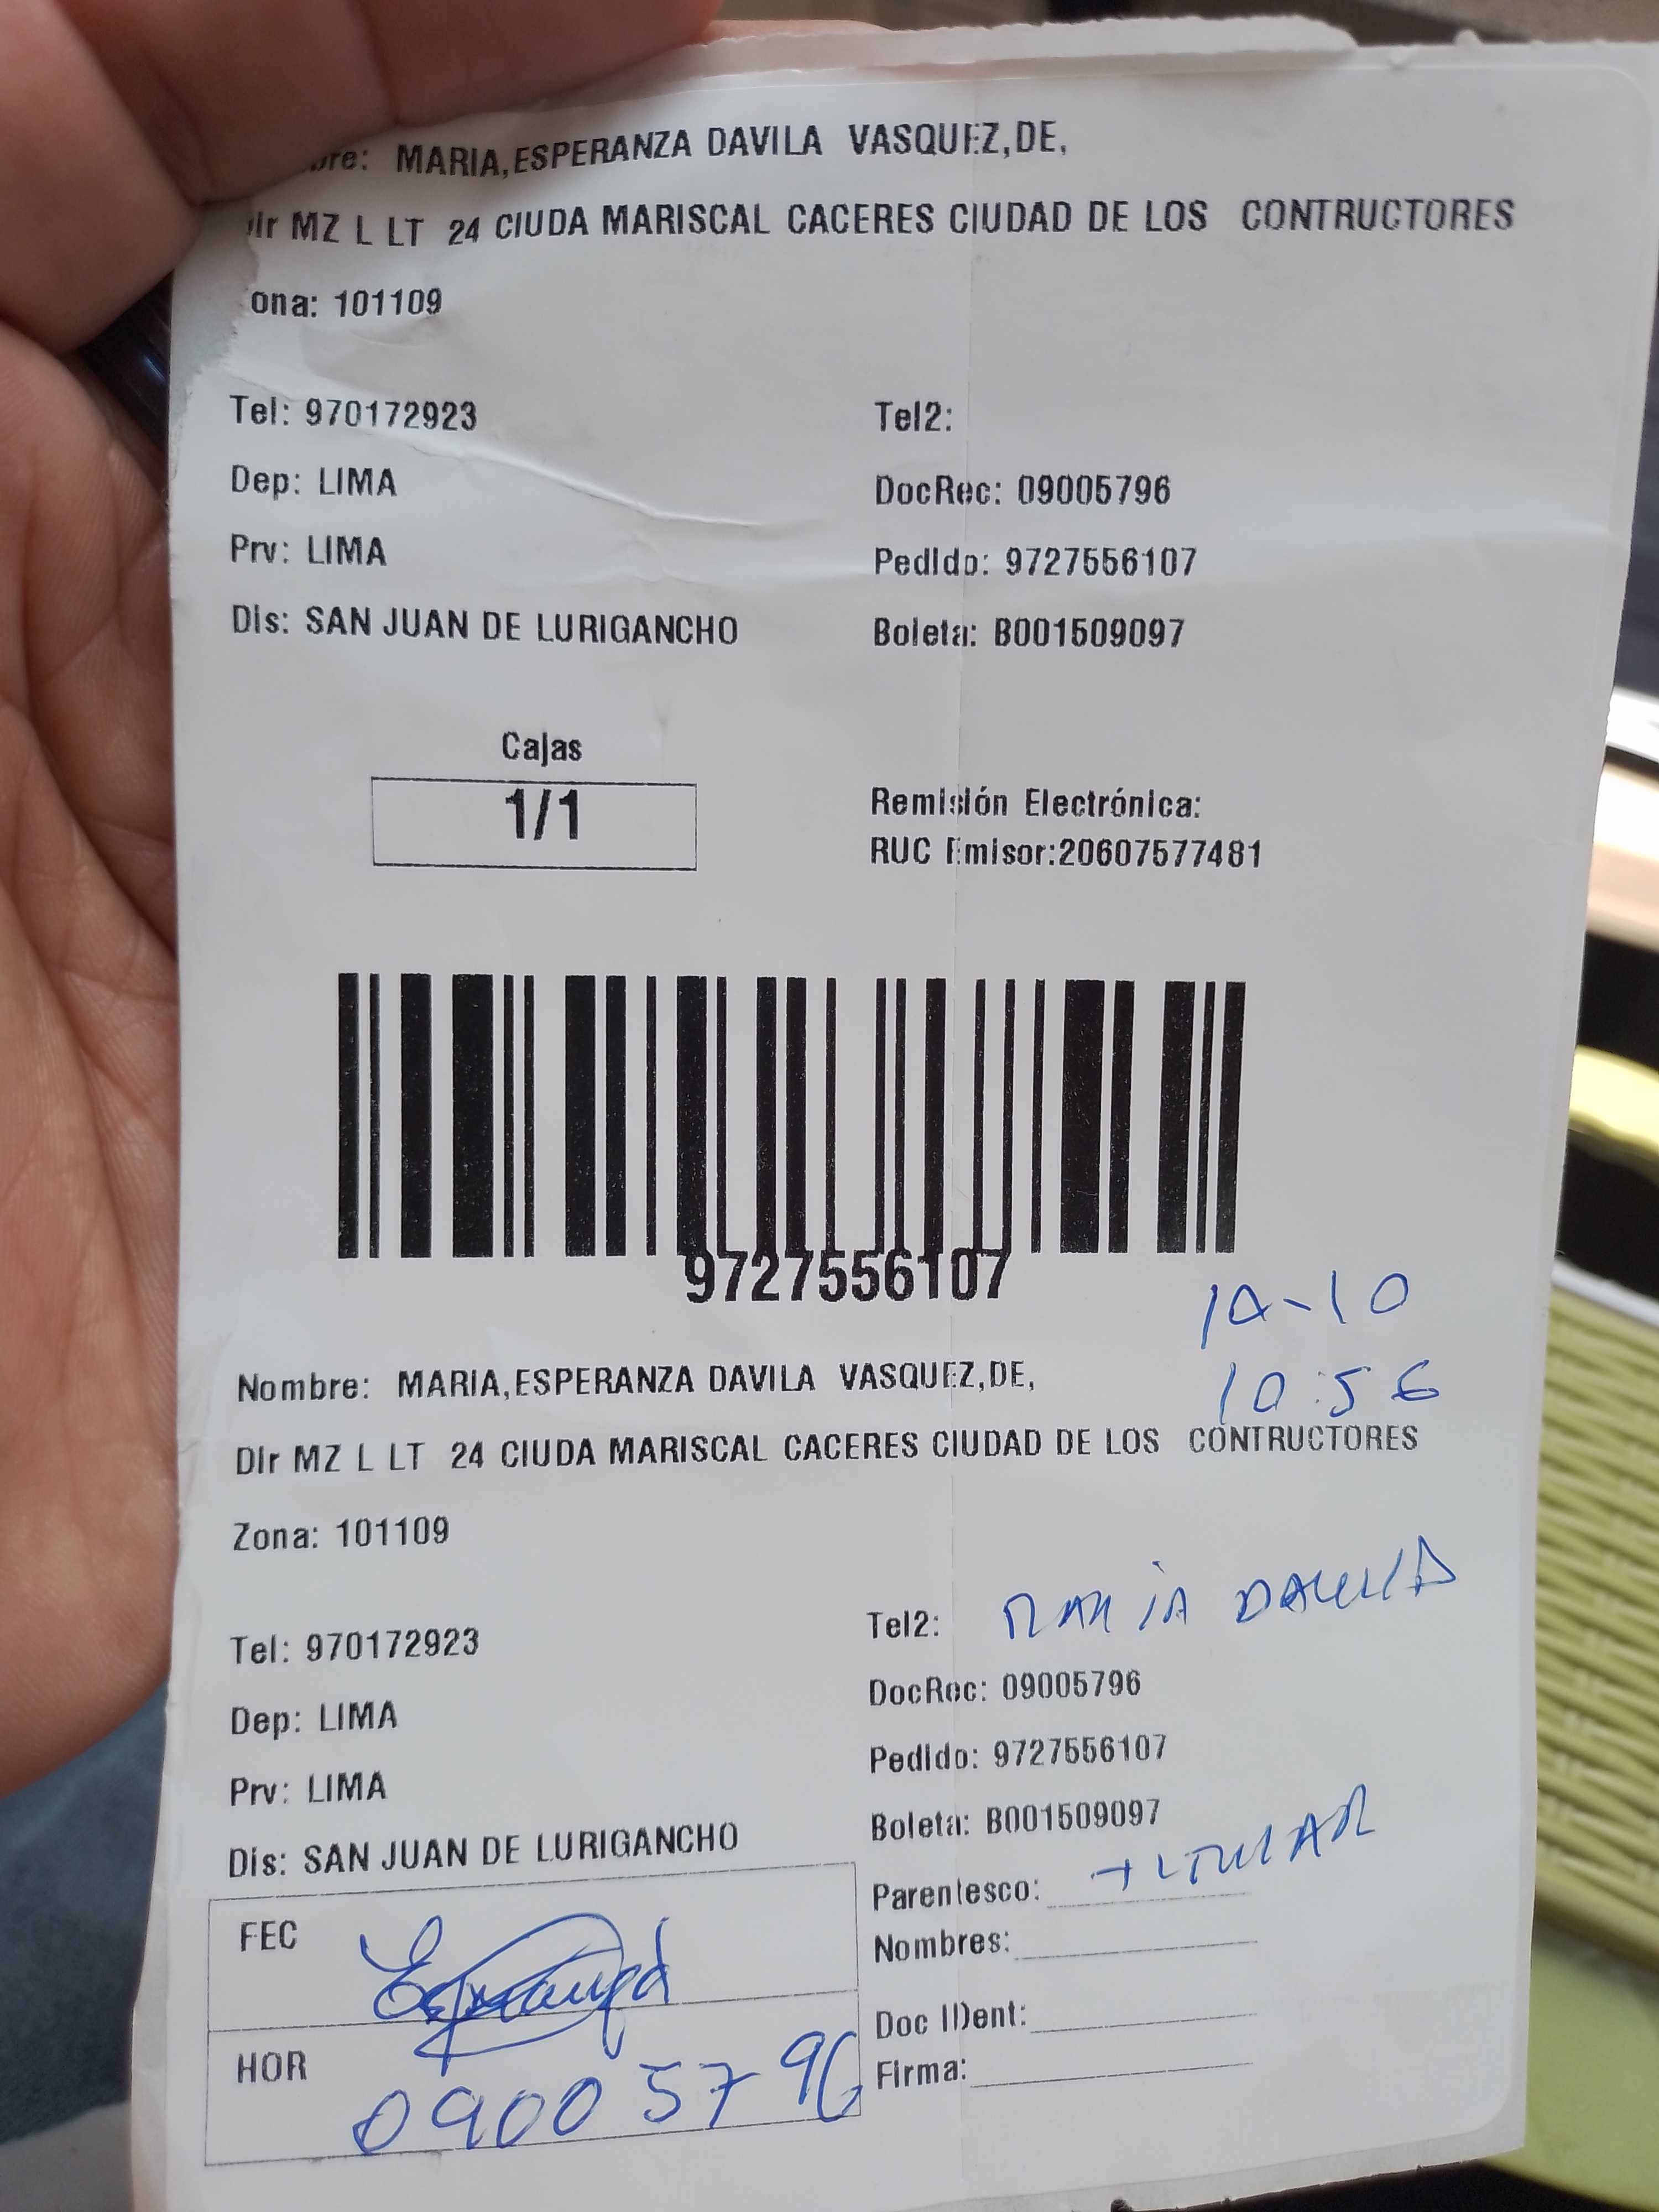 bre: MARIA,ESPERANZA DAVILA VASQUEZ,DE,
Dir MZ L LT 24 CIUDA MARISCAL CACERES CIUDAD DE LOS CONTRUCTORES
ona: 101109
Tel: 970172923 Tel2:
Dep: LIMA DocRec: 09005796
Prv: LIMA Pedido: 9727556107
Dis: SAN JUAN DE LURIGANCHO Boleta: B001509097
Cajas
1/1
Remisión Electrónica:
RUC Emisor:20607577481
9727556107
10:56
Nombre: MARIA,ESPERANZA DAVILA VASQUEZ,DE,
Dir MZ L LT 24 CIUDA MARISCAL CACERES CIUDAD DE LOS CONTRUCTORES
Zona: 101109
Tel: 970172923 Tel2: MARIA DAVILA
Dep: LIMA DocRec: 09005796
Prv: LIMA Pedido: 9727556107
Dis: SAN JUAN DE LURIGANCHO Boleta: B001509097
Parentesco: TITULAR
FEC Esperanza
Nombres:
Doc IDent:
HOR 09005796
Firma: